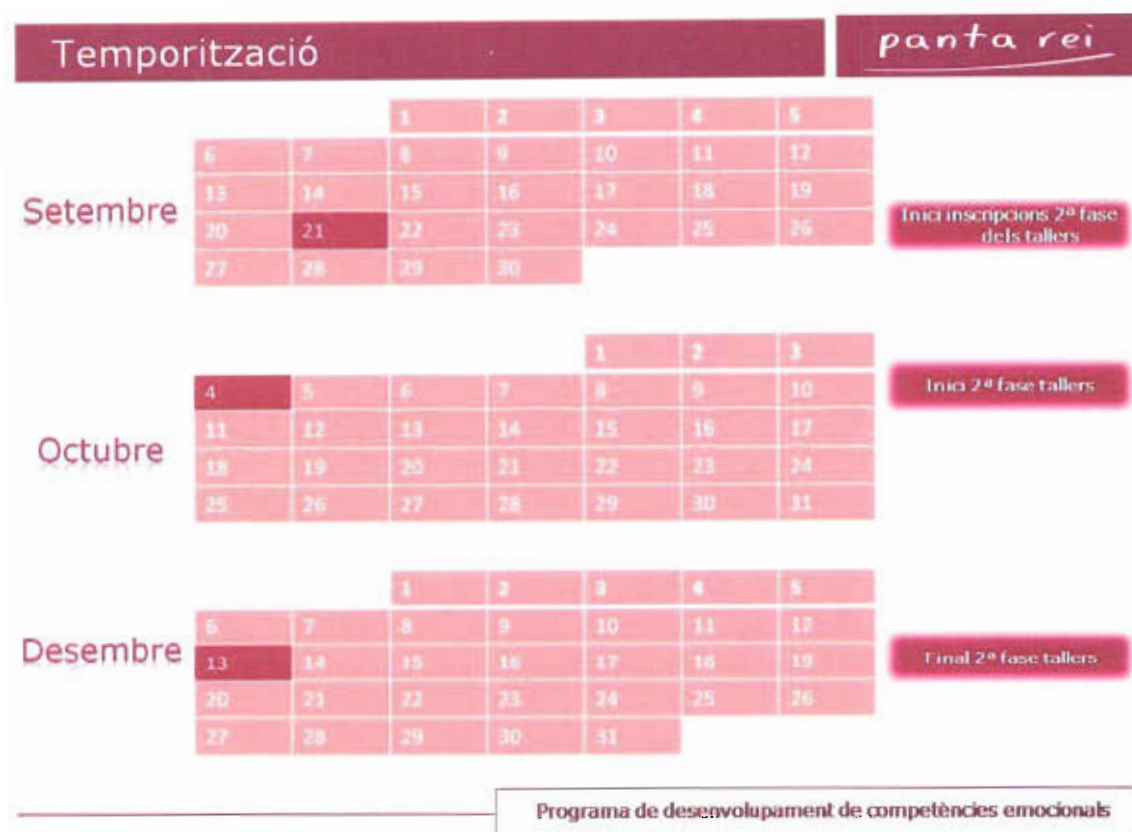 Temporització
panta rei
1 2 3 4 5
6 7 8 9 10 11 12
Setembre
13 14 15 16 17 18 19
20 21 22 23 24 25 26
27 28 29 30
Inici inscripcions 2ª fase
dels tallers
1 2 3
4 5 6 7 8 9 10
Octubre
11 12 13 14 15 16 17
18 19 20 21 22 23 24
25 26 27 28 29 30 31
Inici 2ª fase tallers
1 2 3 4 5
6 7 8 9 10 11 12
Desembre
13 14 15 16 17 18 19
20 21 22 23 24 25 26
27 28 29 30 31
Final 2ª fase tallers
Programa de desenvolupament de competències emocionals